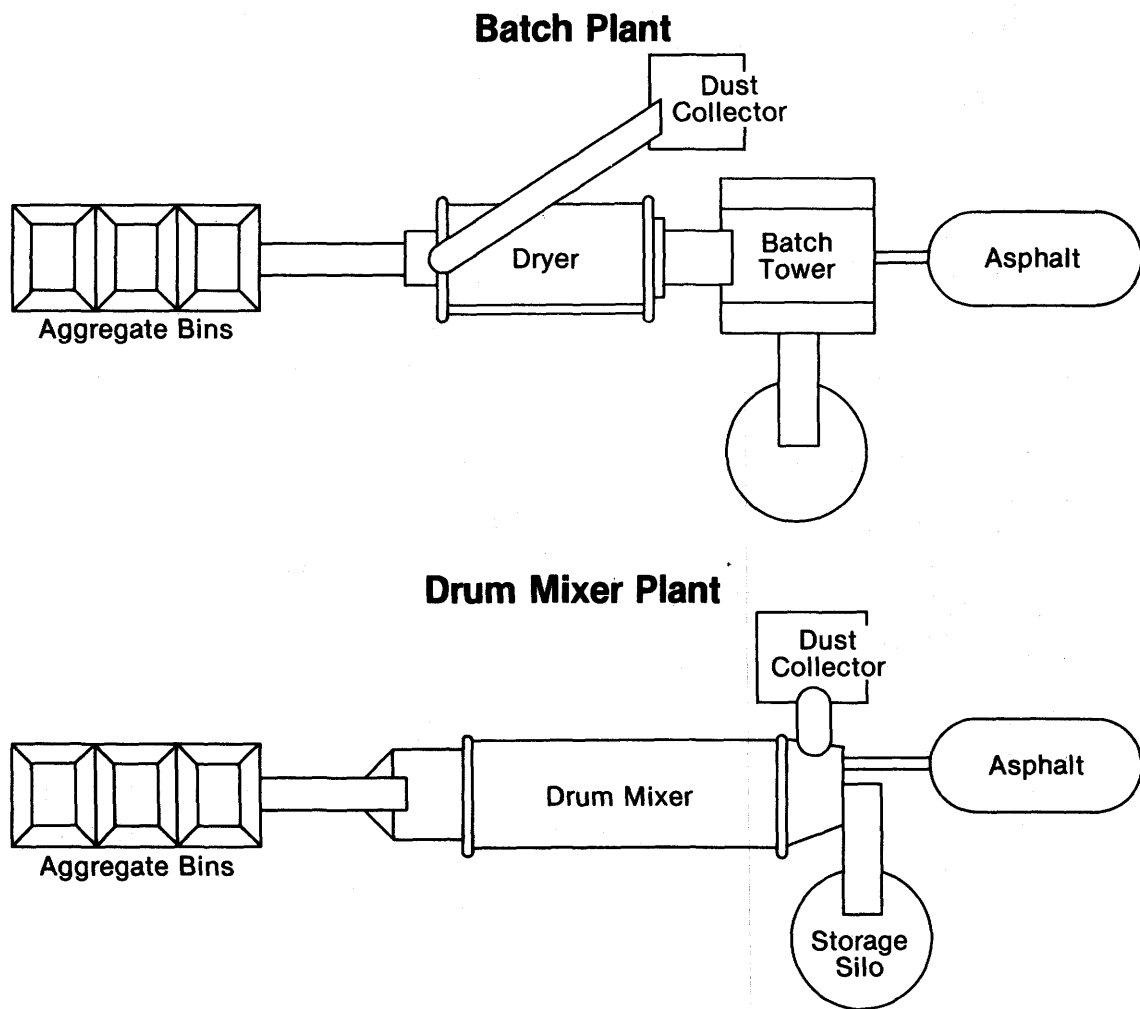 Batch Plant
Dust
Collector
Dryer
Batch
Tower
Asphalt
Aggregate Bins
Drum Mixer Plant
Dust
Collector
Drum Mixer
Asphalt
Aggregate Bins
Storage
Silo